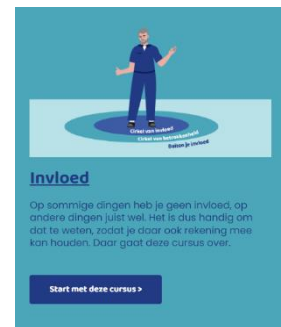 Cirkel van invloed
Cirkel van betrokkenheid
Buiten je invloed
Invloed
Op sommige dingen heb je geen invloed, op
andere dingen juist wel. Het is dus handig om
dat te weten, zodat je daar ook rekening mee
kan houden. Daar gaat deze cursus over.
Start met deze cursus >